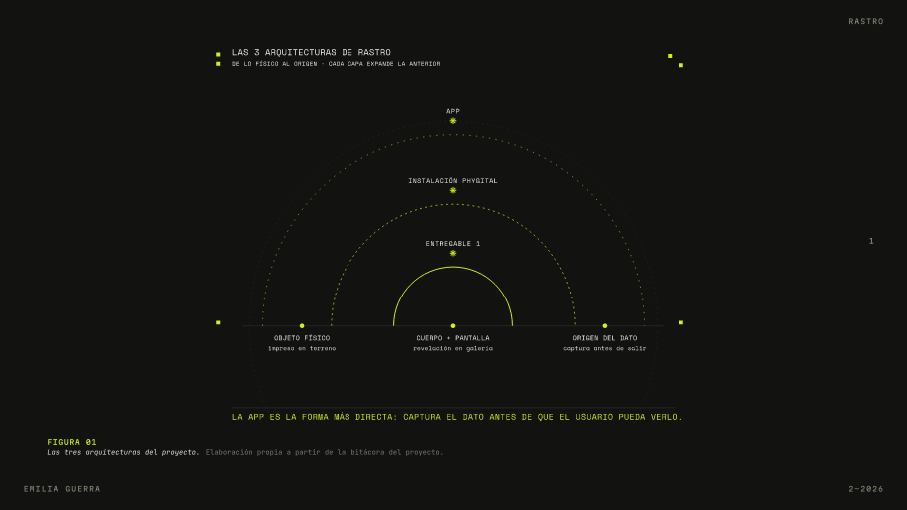 RASTRO
LAS 3 ARQUITECTURAS DE RASTRO
DE LO FÍSICO AL ORIGEN · CADA CAPA EXPANDE LA ANTERIOR
APP
INSTALACIÓN PHYGITAL
1
ENTREGABLE 1
OBJETO FÍSICO
impreso en terreno
CUERPO + PANTALLA
revelación en galería
ORIGEN DEL DATO
captura antes de salir
LA APP ES LA FORMA MÁS DIRECTA: CAPTURA EL DATO ANTES DE QUE EL USUARIO PUEDA VERLO.
FIGURA 01
Las tres arquitecturas del proyecto. Elaboración propia a partir de la bitácora del proyecto.
EMILIA GUERRA
2—2026